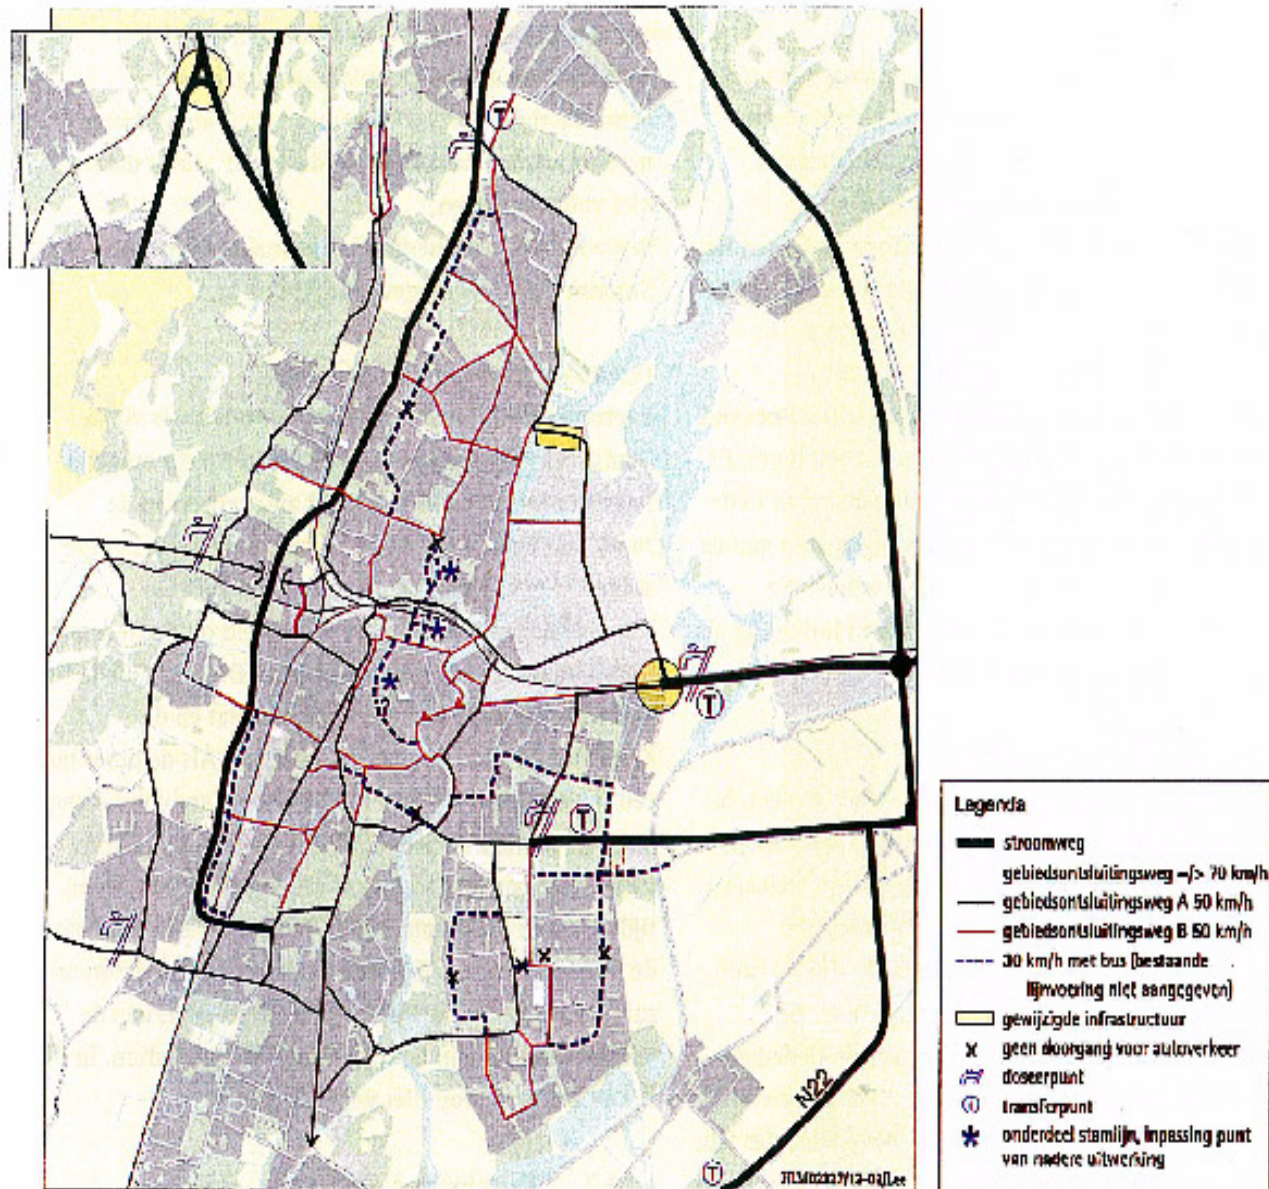 T
T
T
N22
T
Legenda
stroomweg
gebiedsontsluitingsweg =/> 70 km/h
gebiedsontsluitingsweg A 50 km/h
gebiedsontsluitingsweg B 50 km/h
30 km/h met bus (bestaande
lijnvoering niet aangegeven)
gewijzigde infrastructuur
geen doorgang voor autoverkeer
doseerpunt
T transferpunt
onderdeel stamlijn, inpassing punt
van nadere uitwerking